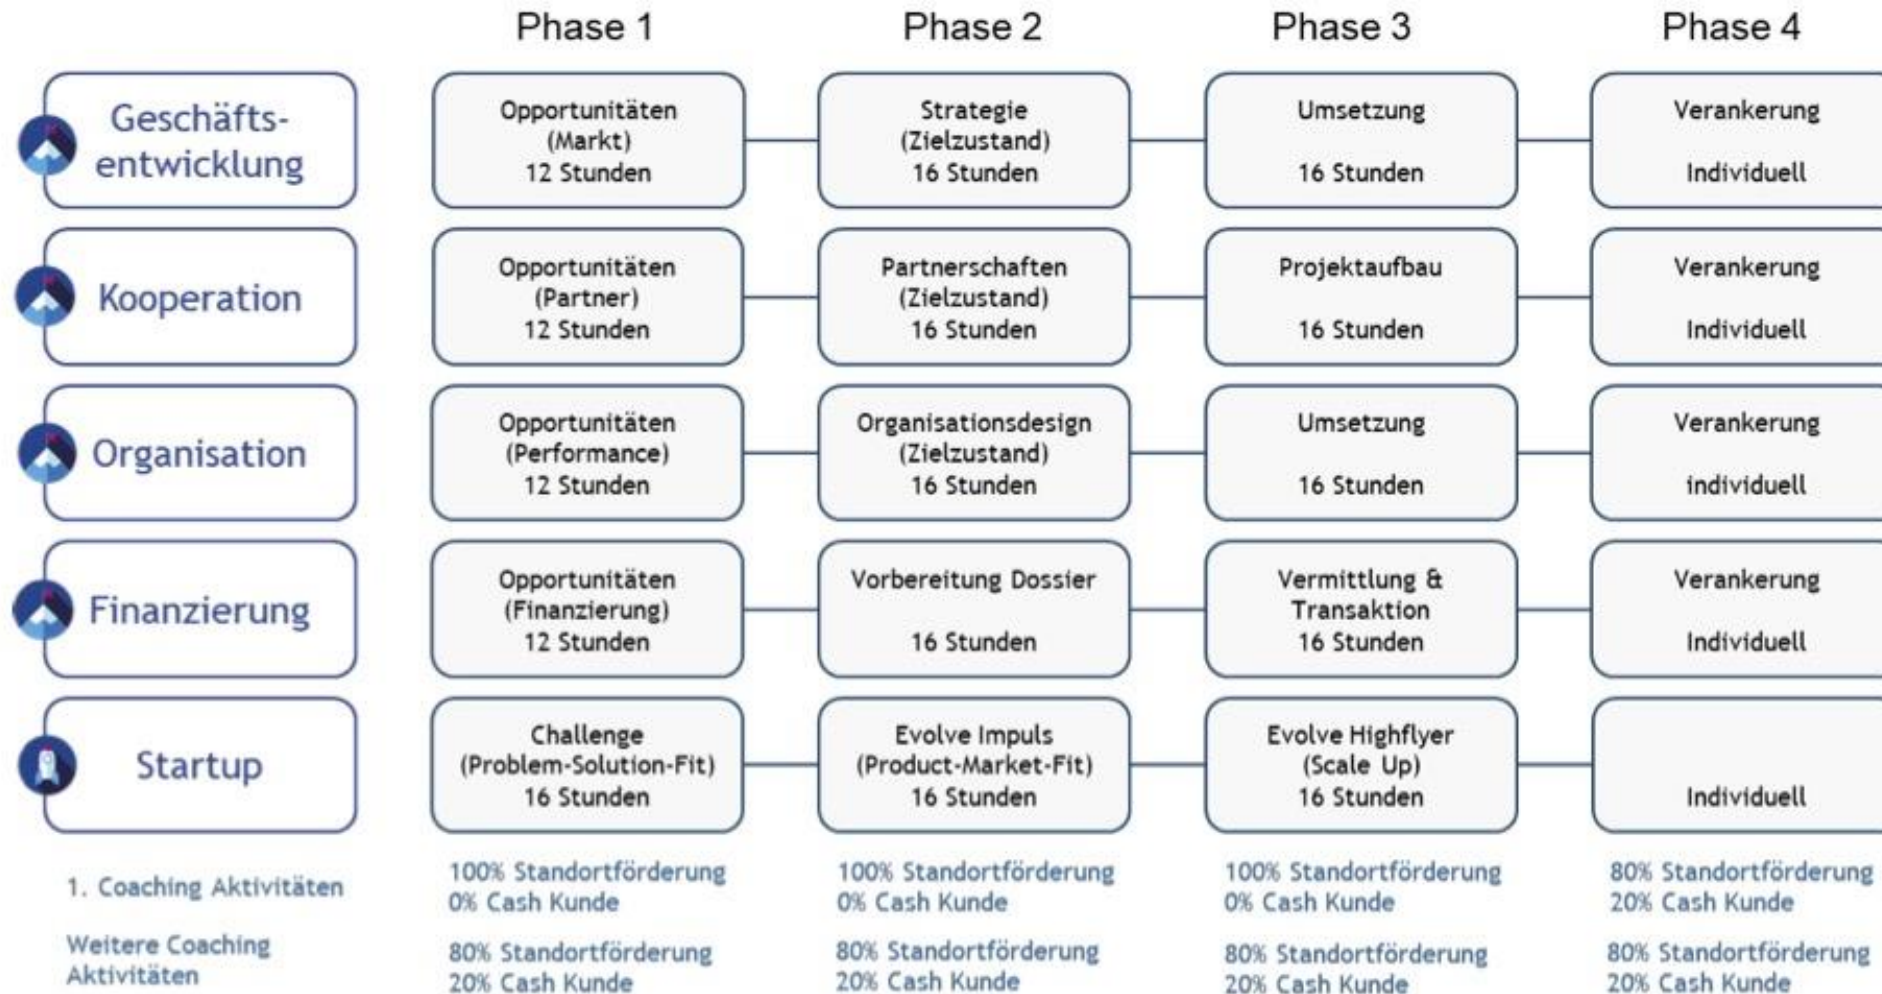 Phase 1
Phase 2
Phase 3
Phase 4
Geschäfts-
entwicklung
Opportunitäten
(Markt)
12 Stunden
Strategie
(Zielzustand)
16 Stunden
Umsetzung
16 Stunden
Verankerung
Individuell
Kooperation
Opportunitäten
(Partner)
12 Stunden
Partnerschaften
(Zielzustand)
16 Stunden
Projektaufbau
16 Stunden
Verankerung
Individuell
Organisation
Opportunitäten
(Performance)
12 Stunden
Organisationsdesign
(Zielzustand)
16 Stunden
Umsetzung
16 Stunden
Verankerung
individuell
Finanzierung
Opportunitäten
(Finanzierung)
12 Stunden
Vorbereitung Dossier
16 Stunden
Vermittlung &
Transaktion
16 Stunden
Verankerung
Individuell
Startup
Challenge
(Problem-Solution-Fit)
16 Stunden
Evolve Impuls
(Product-Market-Fit)
16 Stunden
Evolve Highflyer
(Scale Up)
16 Stunden
Individuell
1. Coaching Aktivitäten
100% Standortförderung
0% Cash Kunde
100% Standortförderung
0% Cash Kunde
100% Standortförderung
0% Cash Kunde
80% Standortförderung
20% Cash Kunde
Weitere Coaching
Aktivitäten
80% Standortförderung
20% Cash Kunde
80% Standortförderung
20% Cash Kunde
80% Standortförderung
20% Cash Kunde
80% Standortförderung
20% Cash Kunde